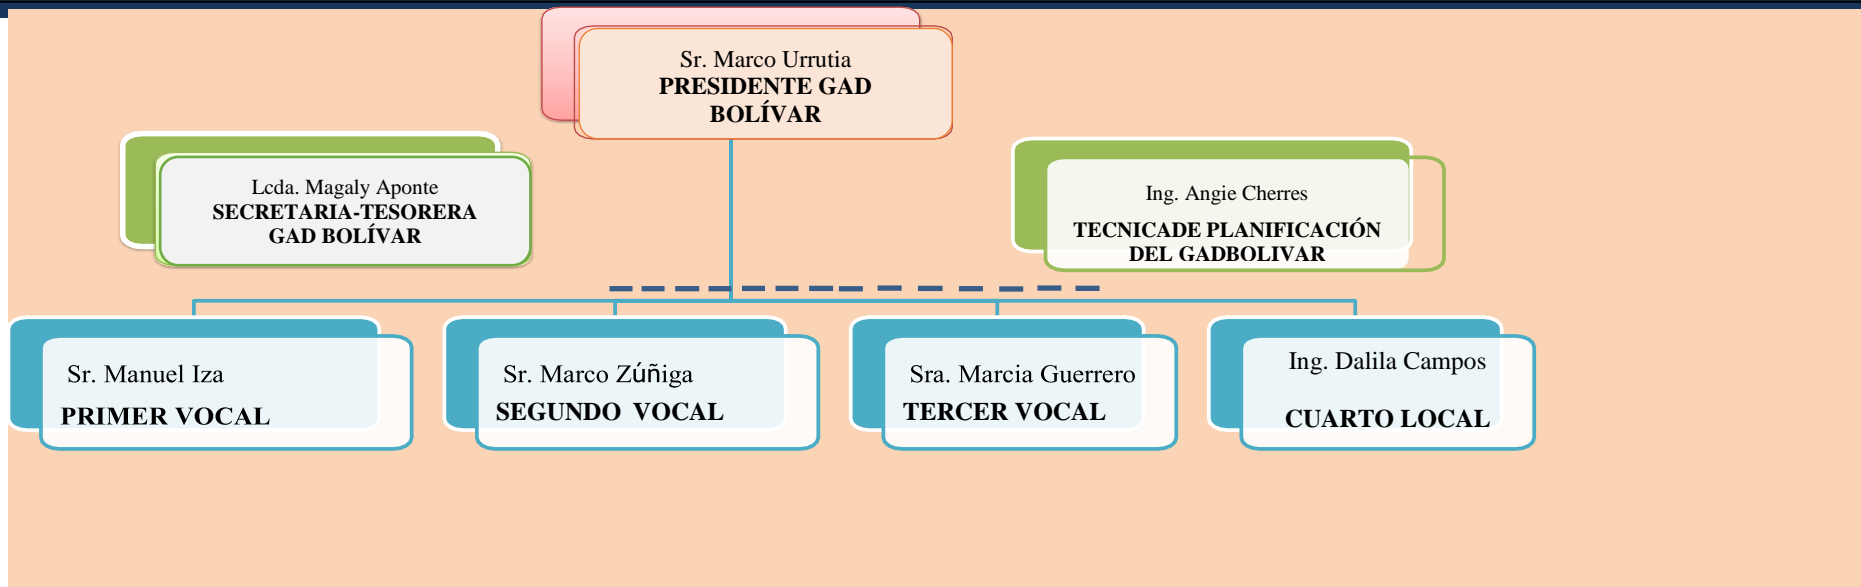 Sr. Marco Urrutia
PRESIDENTE GAD
BOLÍVAR
Lcda. Magaly Aponte
SECRETARIA-TESORERA
GAD BOLÍVAR
Ing. Angie Cherres
TECNICADE PLANIFICACIÓN
DEL GADBOLIVAR
Sr. Manuel Iza
PRIMER VOCAL
Sr. Marco Zúñiga
SEGUNDO VOCAL
Sra. Marcia Guerrero
TERCER VOCAL
Ing. Dalila Campos
CUARTO LOCAL